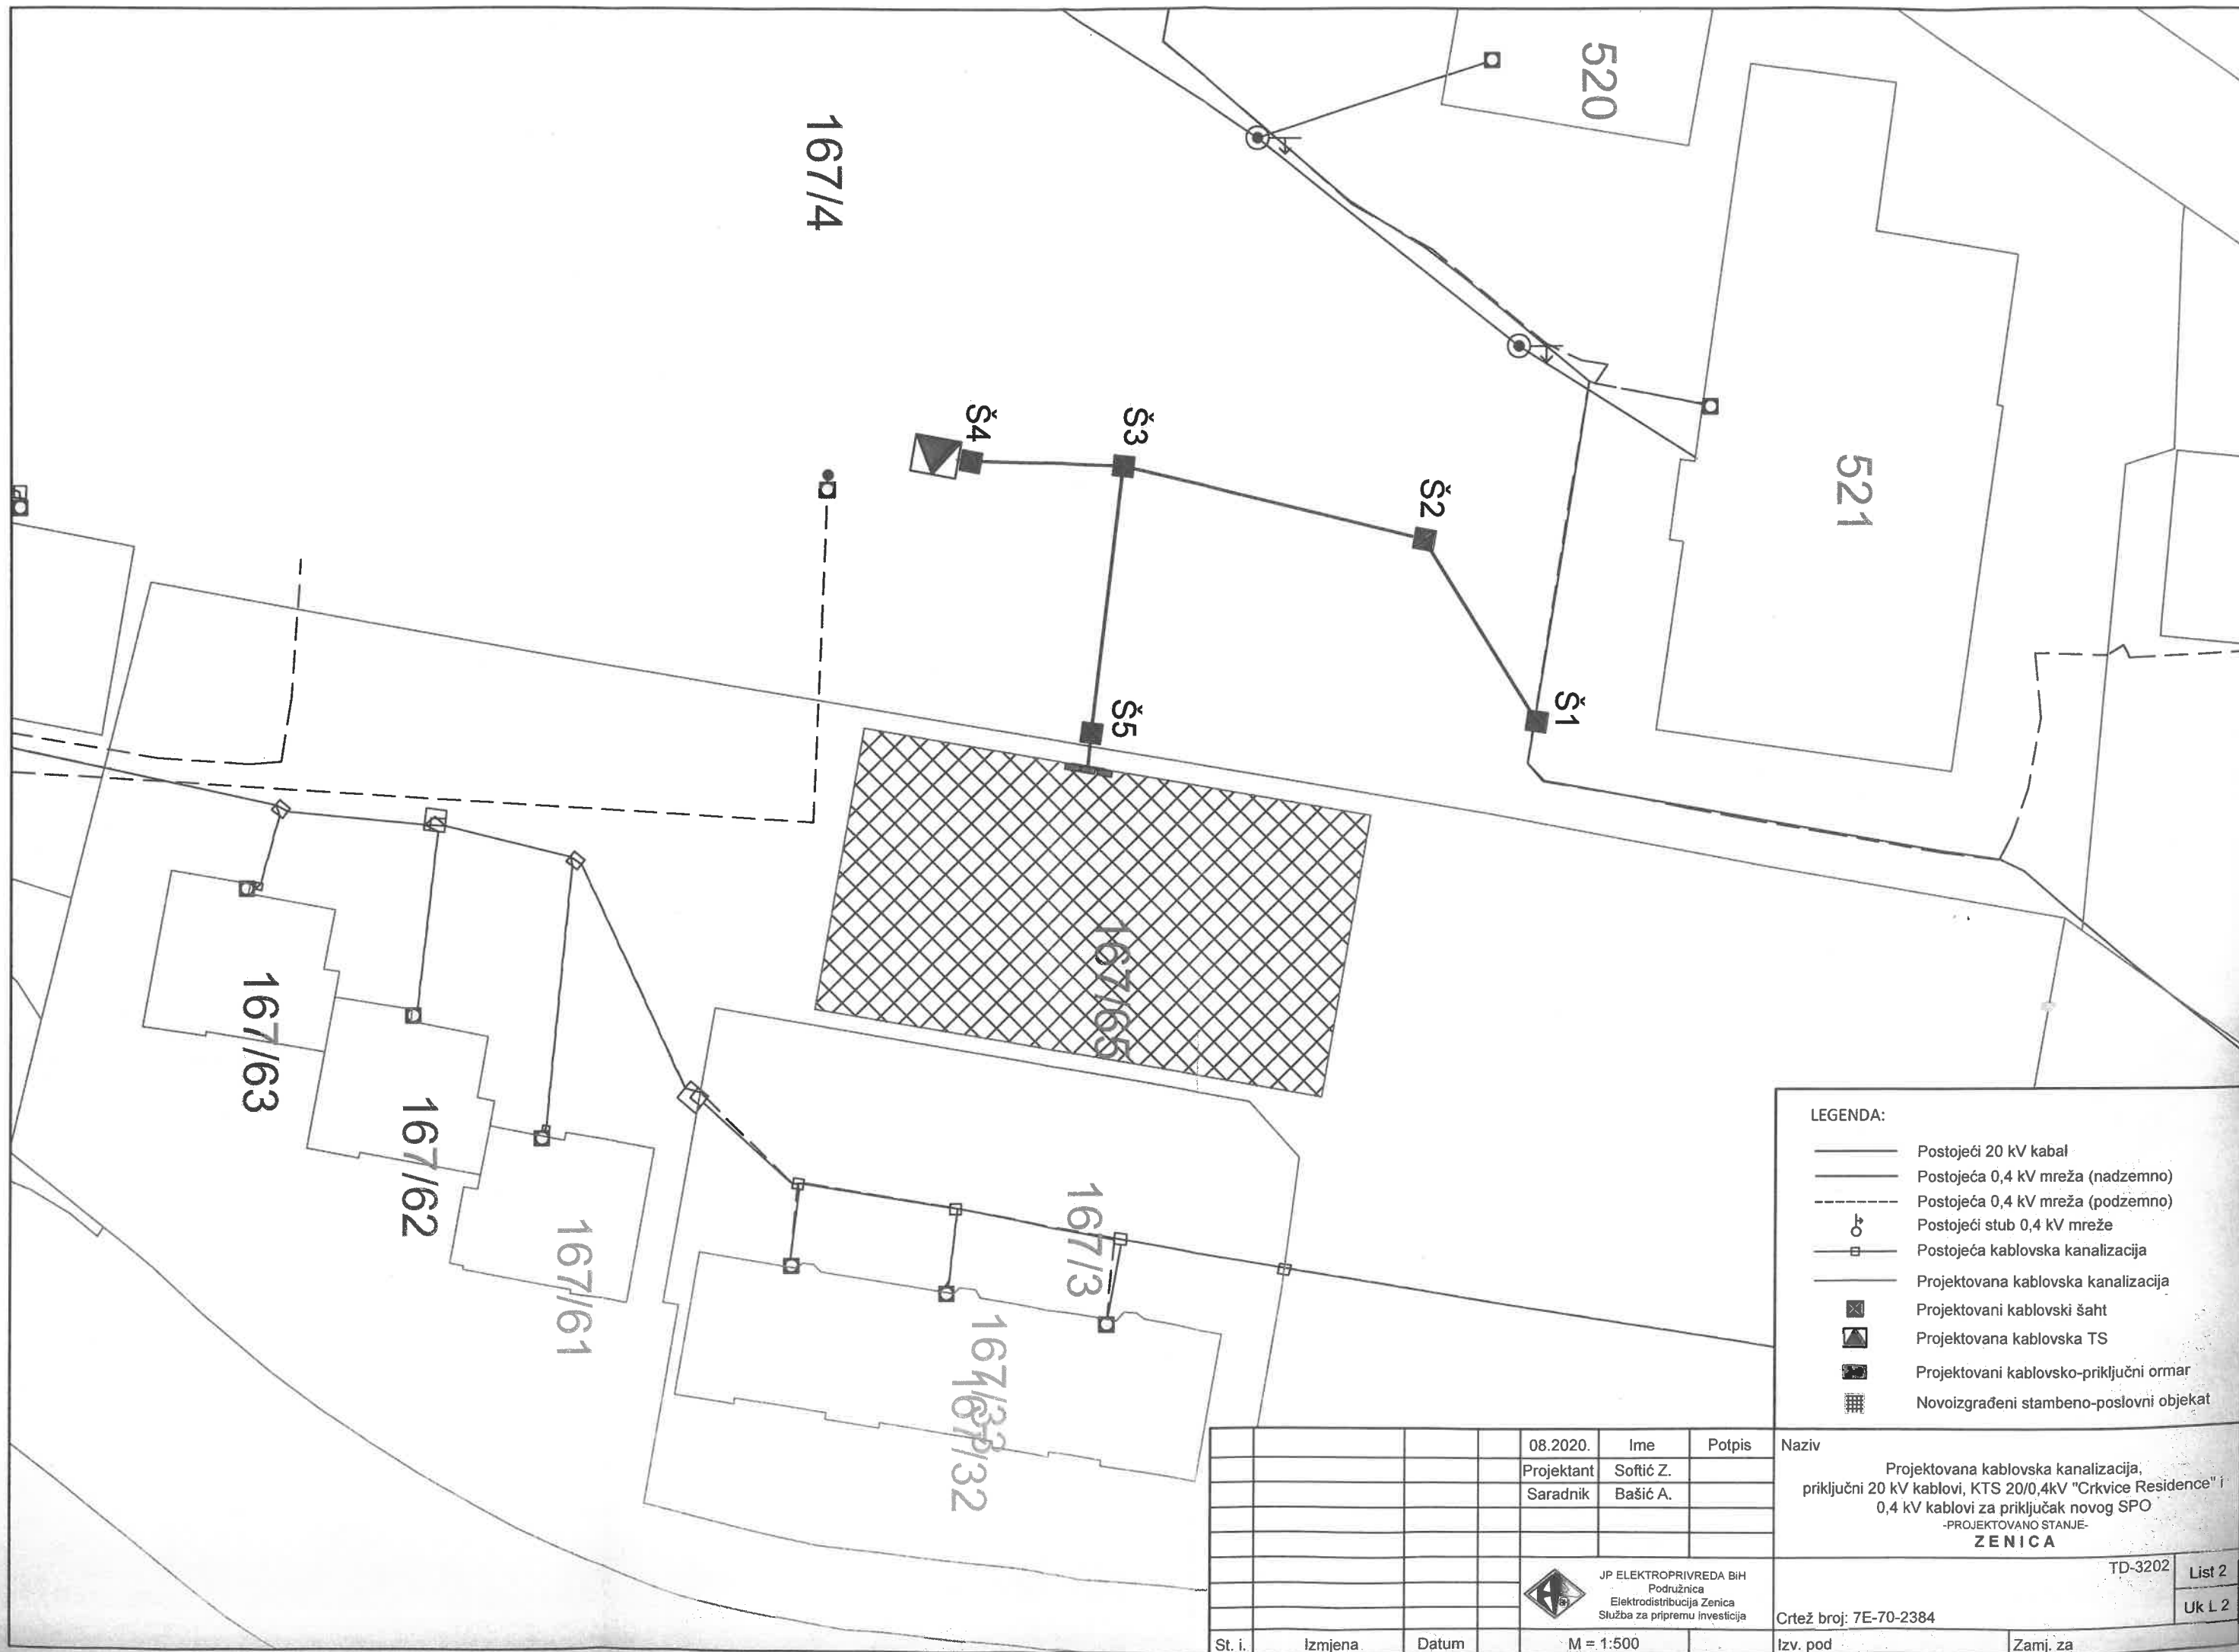 520
167/4
521
Š4
Š3
Š2
Š1
Š5
167/65
167/63
167/62
167/61
167/3
167/33
167/32
LEGENDA:
Postojeći 20 kV kabal
Postojeća 0,4 kV mreža (nadzemno)
Postojeća 0,4 kV mreža (podzemno)
Postojeći stub 0,4 kV mreže
Postojeća kablovska kanalizacija
Projektovana kablovska kanalizacija
Projektovani kablovski šaht
Projektovana kablovska TS
Projektovani kablovsko-priključni ormar
Novoizgrađeni stambeno-poslovni objekat
08.2020. Ime Potpis
Projektant Softić Z.
Saradnik Bašić A.
Naziv
Projektovana kablovska kanalizacija,
priključni 20 kV kablovi, KTS 20/0,4kV "Crkvice Residence" i
0,4 kV kablovi za priključak novog SPO
-PROJEKTOVANO STANJE-
ZENICA
JP ELEKTROPRIVREDA BiH
Podružnica
Elektrodistribucija Zenica
Služba za pripremu investicija
TD-3202
List 2
Uk L 2
Crtež broj: 7E-70-2384
St. i. Izmjena Datum M = 1:500 Izv. pod Zamj. za